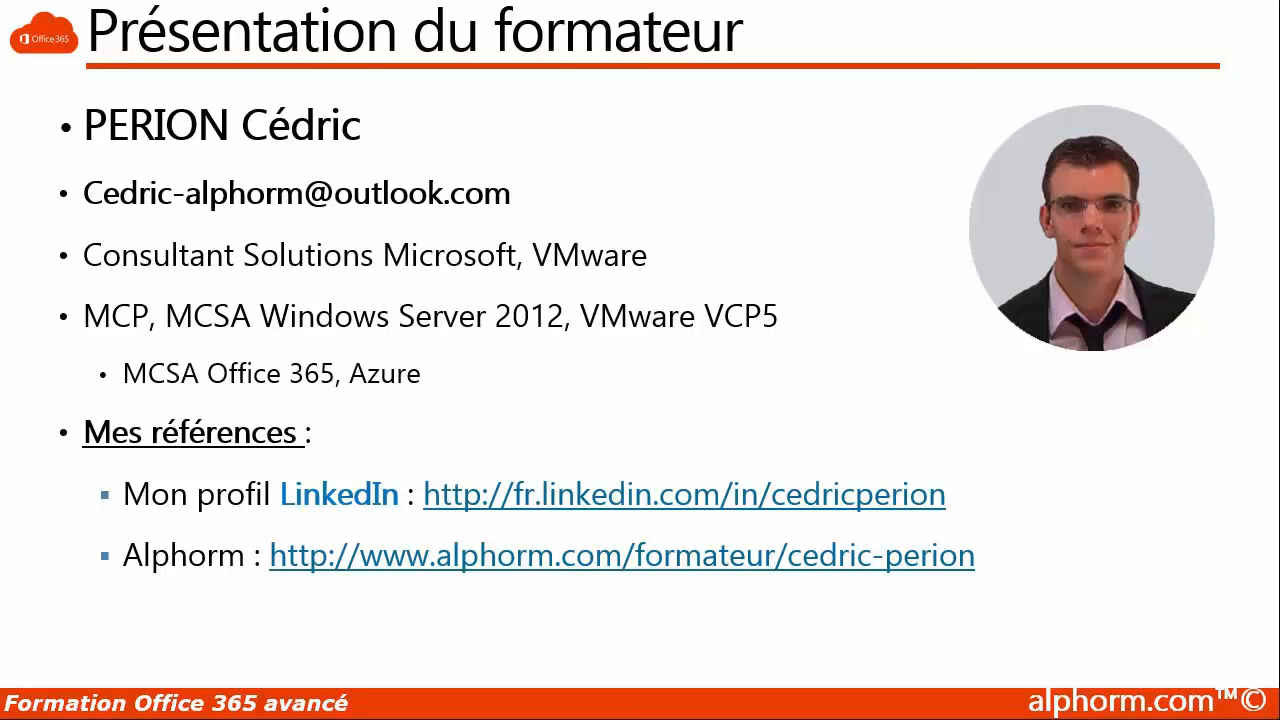 Office 365
Présentation du formateur
• PERION Cédric
• Cedric-alphorm@outlook.com
• Consultant Solutions Microsoft, VMware
• MCP, MCSA Windows Server 2012, VMware VCP5
• MCSA Office 365, Azure
• Mes références :
▪ Mon profil LinkedIn : http://fr.linkedin.com/in/cedricperion
▪ Alphorm : http://www.alphorm.com/formateur/cedric-perion
Formation Office 365 avancé
alphorm.com™©